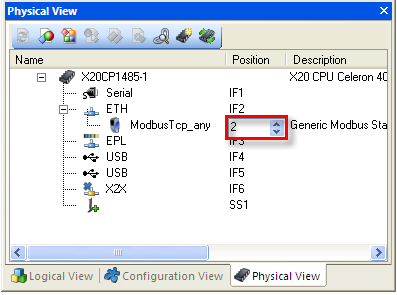 Physical View
Name Position Description
X20CP1485-1 X20 CPU Celeron 40
Serial IF1
ETH IF2
ModbusTcp_any 2 Generic Modbus Sta
EPL IF3
USB IF4
USB IF5
X2X IF6
SS1
Logical View Configuration View Physical View